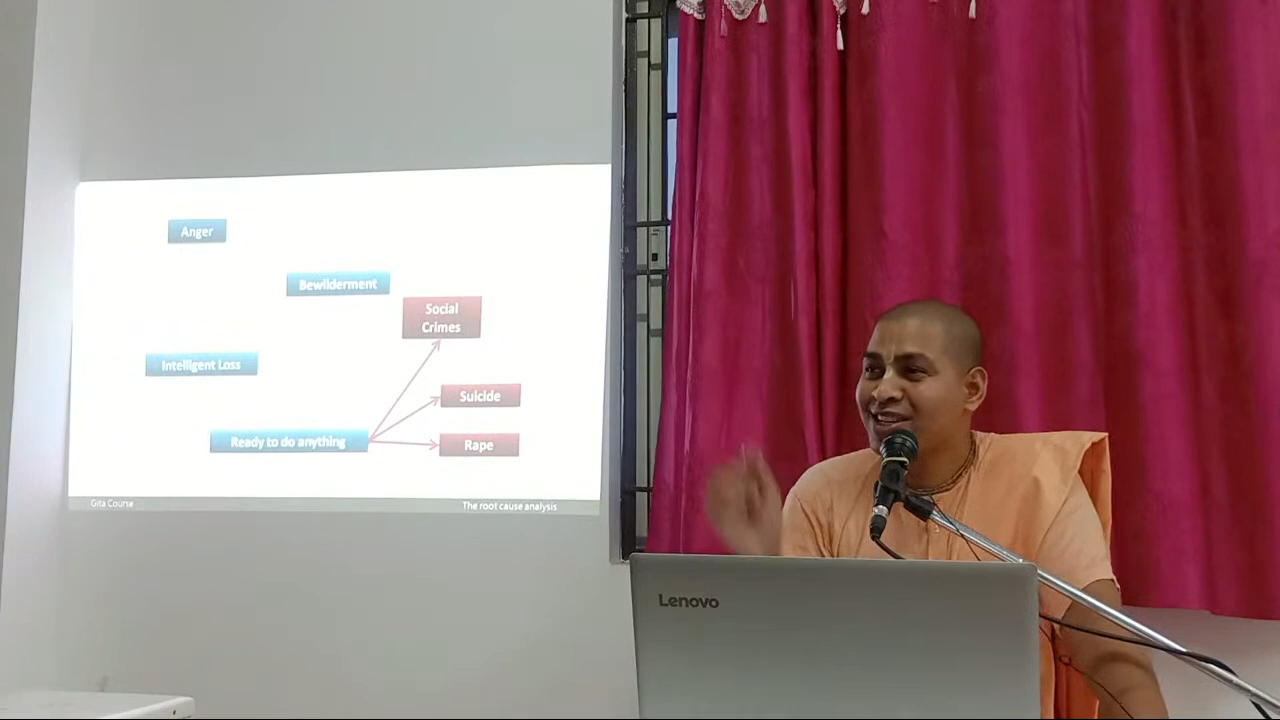 Anger
Bewilderment
Social
Crimes
Intelligent Loss
Suicide
Ready to do anything
Rape
Gita Course
The root cause analysis
Lenovo